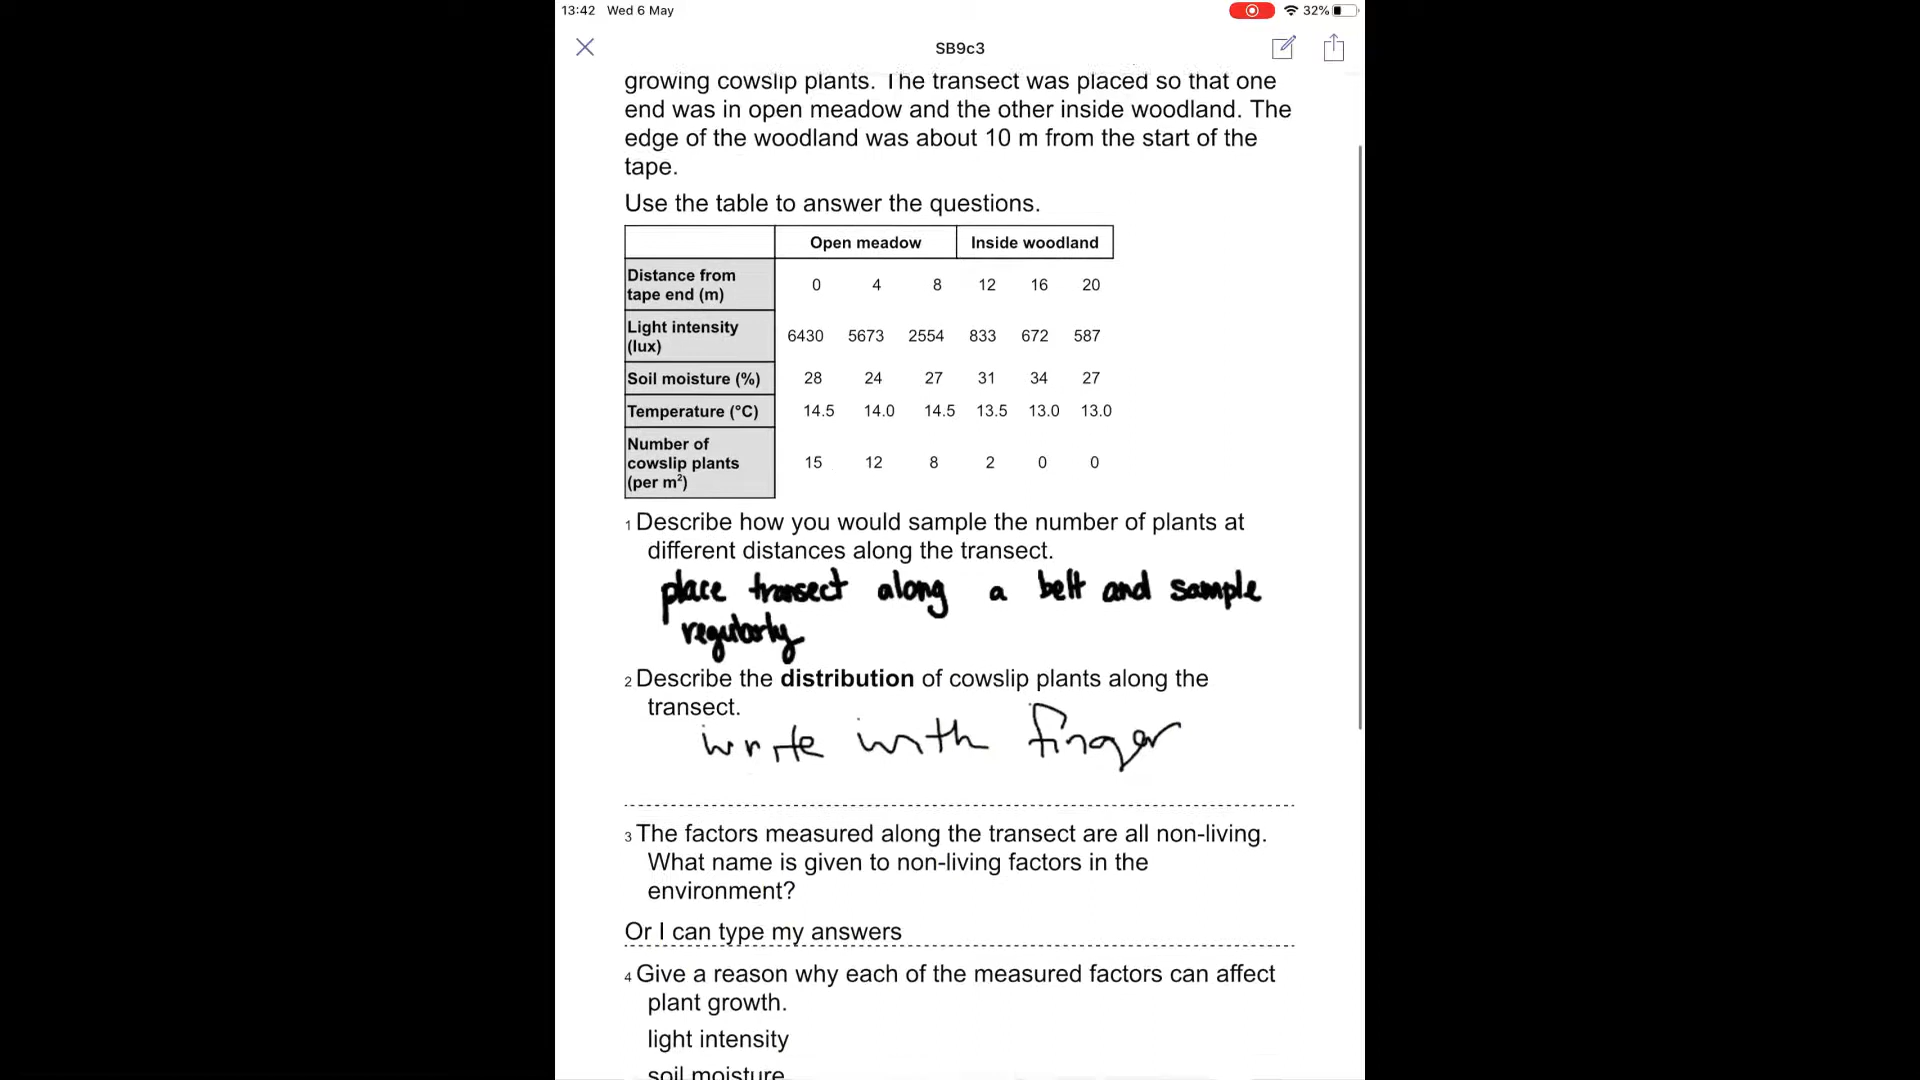 13:42 Wed 6 May 32%
SB9c3
growing cowslip plants. The transect was placed so that one
end was in open meadow and the other inside woodland. The
edge of the woodland was about 10 m from the start of the
tape.
Use the table to answer the questions.
Open meadow Inside woodland
Distance from tape end (m) 0 4 8 12 16 20
Light intensity (lux) 6430 5673 2554 833 672 587
Soil moisture (%) 28 24 27 31 34 27
Temperature (°C) 14.5 14.0 14.5 13.5 13.0 13.0
Number of cowslip plants (per m²) 15 12 8 2 0 0
1 Describe how you would sample the number of plants at
different distances along the transect.
place transect along a belt and sample
regularly
2 Describe the distribution of cowslip plants along the
transect.
write with finger
3 The factors measured along the transect are all non-living.
What name is given to non-living factors in the
environment?
Or I can type my answers
4 Give a reason why each of the measured factors can affect
plant growth.
light intensity
soil moisture